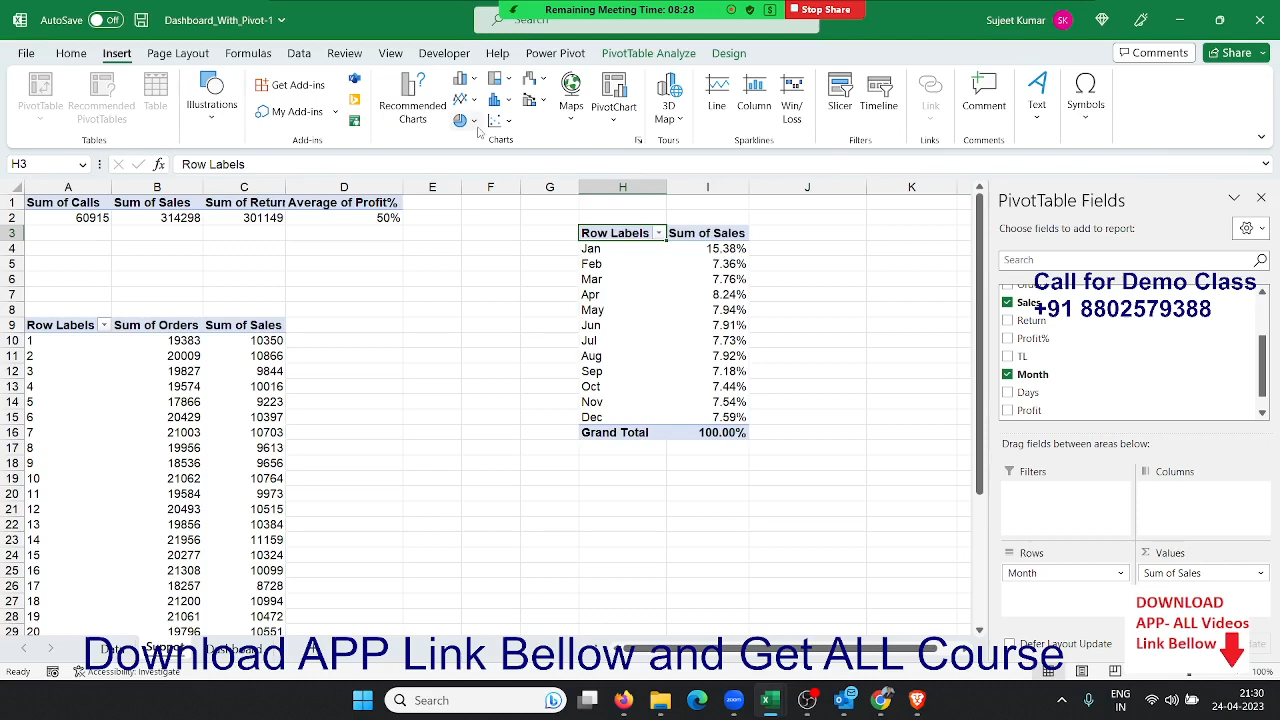 Dashboard_With_Pivot-1
AutoSave
Off
Remaining Meeting Time: 08:28
Stop Share
Search
Sujeet Kumar
SK
File
Home
Insert
Page Layout
Formulas
Data
Review
View
Developer
Help
Power Pivot
PivotTable Analyze
Design
Comments
Share
PivotTable
Recommended PivotTables
Table
Tables
Illustrations
Get Add-ins
My Add-ins
Add-ins
Recommended Charts
Maps
PivotChart
Charts
3D Map
Tours
Line
Column
Win/Loss
Sparklines
Slicer
Timeline
Filters
Link
Links
Comment
Comments
Text
Symbols
H3
fx
Row Labels
A B C D E F G H I J K
1 Sum of Calls Sum of Sales Sum of Return Average of Profit%
2 60915 314298 301149 50%
3 Row Labels Sum of Sales
4 Jan 15.38%
5 Feb 7.36%
6 Mar 7.76%
7 Apr 8.24%
8 May 7.94%
9 Row Labels Sum of Orders Sum of Sales Jun 7.91%
10 1 19383 10350 Jul 7.73%
11 2 20009 10866 Aug 7.92%
12 3 19827 9844 Sep 7.18%
13 4 19574 10016 Oct 7.44%
14 5 17866 9223 Nov 7.54%
15 6 20429 10397 Dec 7.59%
16 7 21003 10703 Grand Total 100.00%
17 8 19956 9613
18 9 18536 9656
19 10 21062 10764
20 11 19584 9973
21 12 20493 10515
22 13 19856 10384
23 14 21956 11159
24 15 20277 10324
25 16 21308 10099
26 17 18257 8728
27 18 21200 10994
28 19 21061 10472
29 20 19796 10551
PivotTable Fields
Choose fields to add to report:
Search
Call for Demo Class
+91 8802579388
Sales
Return
Profit%
TL
Month
Days
Profit
Drag fields between areas below:
Filters
Columns
Rows
Values
Month
Sum of Sales
Defer Layout Update
DOWNLOAD
APP- ALL Videos
Link Bellow
Download APP Link Bellow and Get ALL Course
Accessibility: Investigate
100%
Search
ENG
IN
21:30
24-04-2023